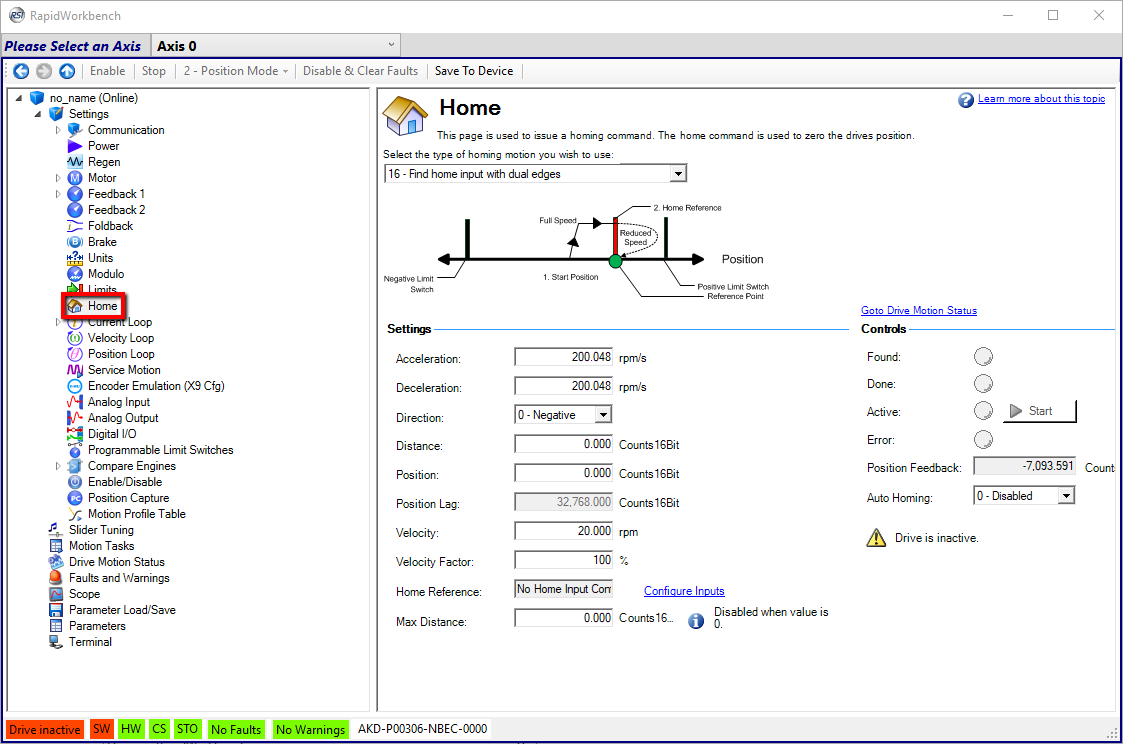 RSI RapidWorkbench
Please Select an Axis Axis 0
Enable Stop 2 - Position Mode Disable & Clear Faults Save To Device
no_name (Online)
Settings
Communication
Power
Regen
Motor
Feedback 1
Feedback 2
Foldback
Brake
Units
Modulo
Limits
Home
Current Loop
Velocity Loop
Position Loop
Service Motion
Encoder Emulation (X9 Cfg)
Analog Input
Analog Output
Digital I/O
Programmable Limit Switches
Compare Engines
Enable/Disable
Position Capture
Motion Profile Table
Slider Tuning
Motion Tasks
Drive Motion Status
Faults and Warnings
Scope
Parameter Load/Save
Parameters
Terminal
Home
Learn more about this topic
This page is used to issue a homing command. The home command is used to zero the drives position.
Select the type of homing motion you wish to use:
16 - Find home input with dual edges
2. Home Reference
Full Speed
Reduced
Speed
Position
1. Start Position
Negative Limit
Switch
Positive Limit Switch
Reference Point
Goto Drive Motion Status
Settings
Acceleration: 200.048 rpm/s
Deceleration: 200.048 rpm/s
Direction: 0 - Negative
Distance: 0.000 Counts16Bit
Position: 0.000 Counts16Bit
Position Lag: 32,768.000 Counts16Bit
Velocity: 20.000 rpm
Velocity Factor: 100 %
Home Reference: No Home Input Con Configure Inputs
Max Distance: 0.000 Counts16... Disabled when value is
0.
Controls
Found:
Done:
Active: Start
Error:
Position Feedback: -7,093.591 Count
Auto Homing: 0 - Disabled
Drive is inactive.
Drive inactive SW HW CS STO No Faults No Warnings AKD-P00306-NBEC-0000